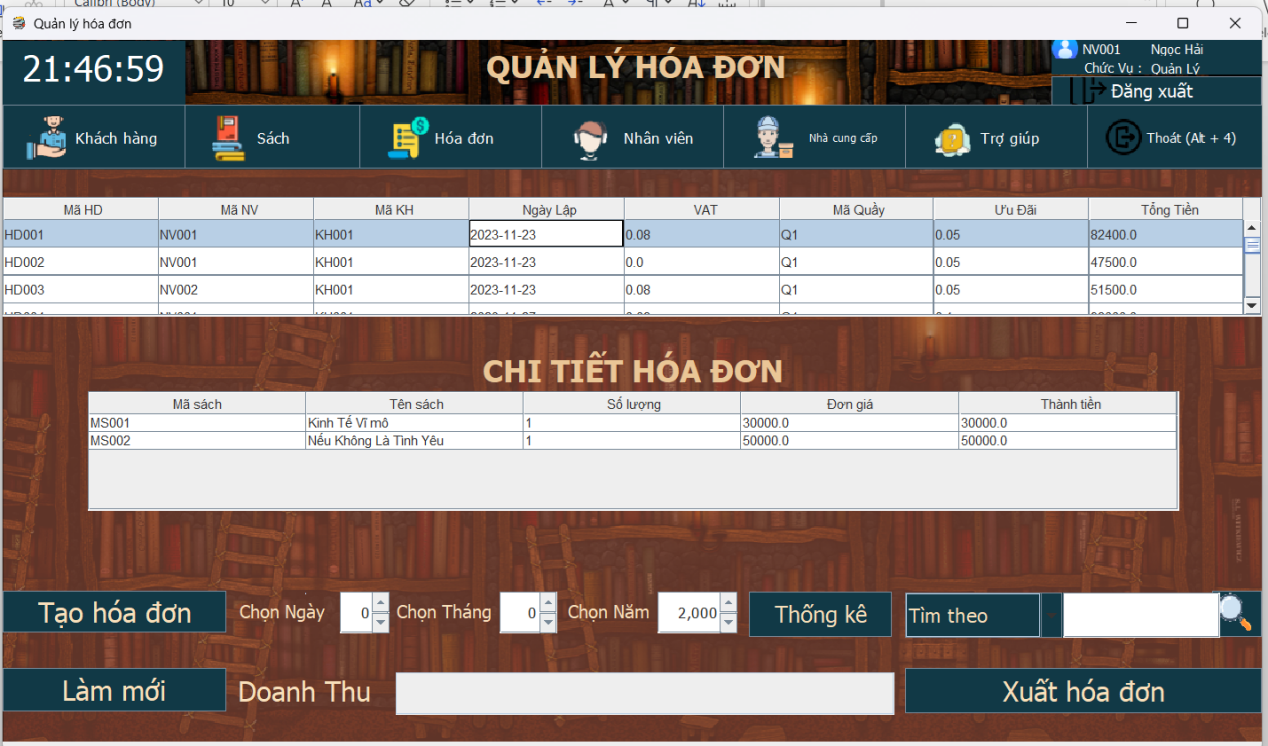 Calibri (Body)
10
Quản lý hóa đơn
21:46:59
QUẢN LÝ HÓA ĐƠN
NV001 Ngọc Hải
Chức Vụ : Quản Lý
Đăng xuất
Khách hàng Sách Hóa đơn Nhân viên Nhà cung cấp Trợ giúp Thoát (Alt + 4)
Mã HD Mã NV Mã KH Ngày Lập VAT Mã Quầy Ưu Đãi Tổng Tiền
HD001 NV001 KH001 2023-11-23 0.08 Q1 0.05 82400.0
HD002 NV001 KH001 2023-11-23 0.0 Q1 0.05 47500.0
HD003 NV002 KH001 2023-11-23 0.08 Q1 0.05 51500.0
CHI TIẾT HÓA ĐƠN
Mã sách Tên sách Số lượng Đơn giá Thành tiền
MS001 Kinh Tế Vĩ mô 1 30000.0 30000.0
MS002 Nếu Không Là Tình Yêu 1 50000.0 50000.0
Tạo hóa đơn Chọn Ngày 0 Chọn Tháng 0 Chọn Năm 2,000 Thống kê Tìm theo
Làm mới Doanh Thu Xuất hóa đơn